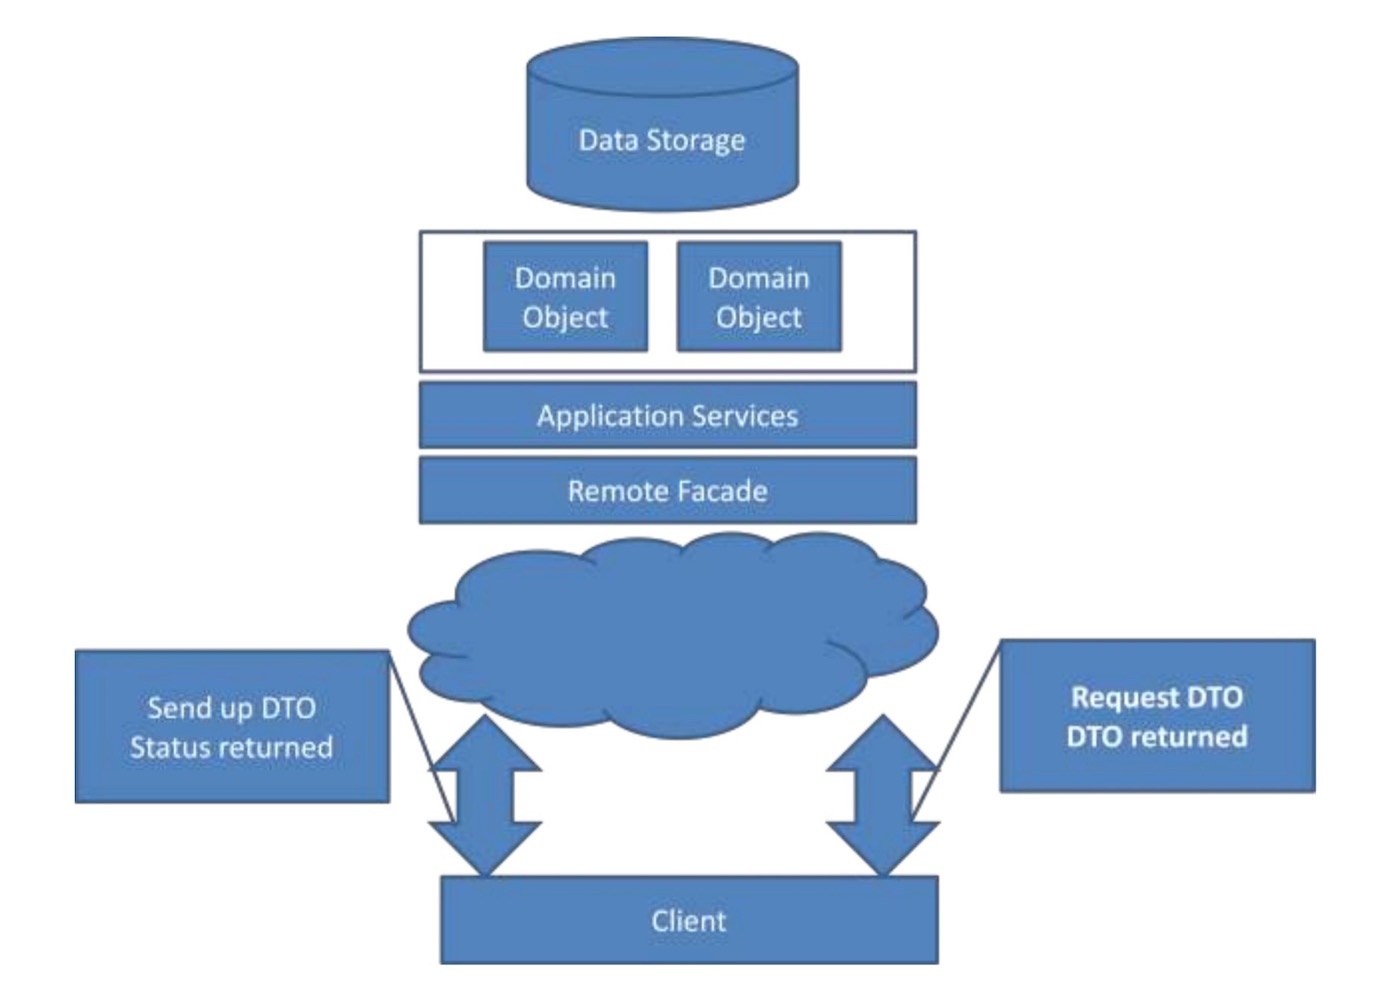 Data Storage
Domain
Object
Domain
Object
Application Services
Remote Facade
Send up DTO
Status returned
Request DTO
DTO returned
Client